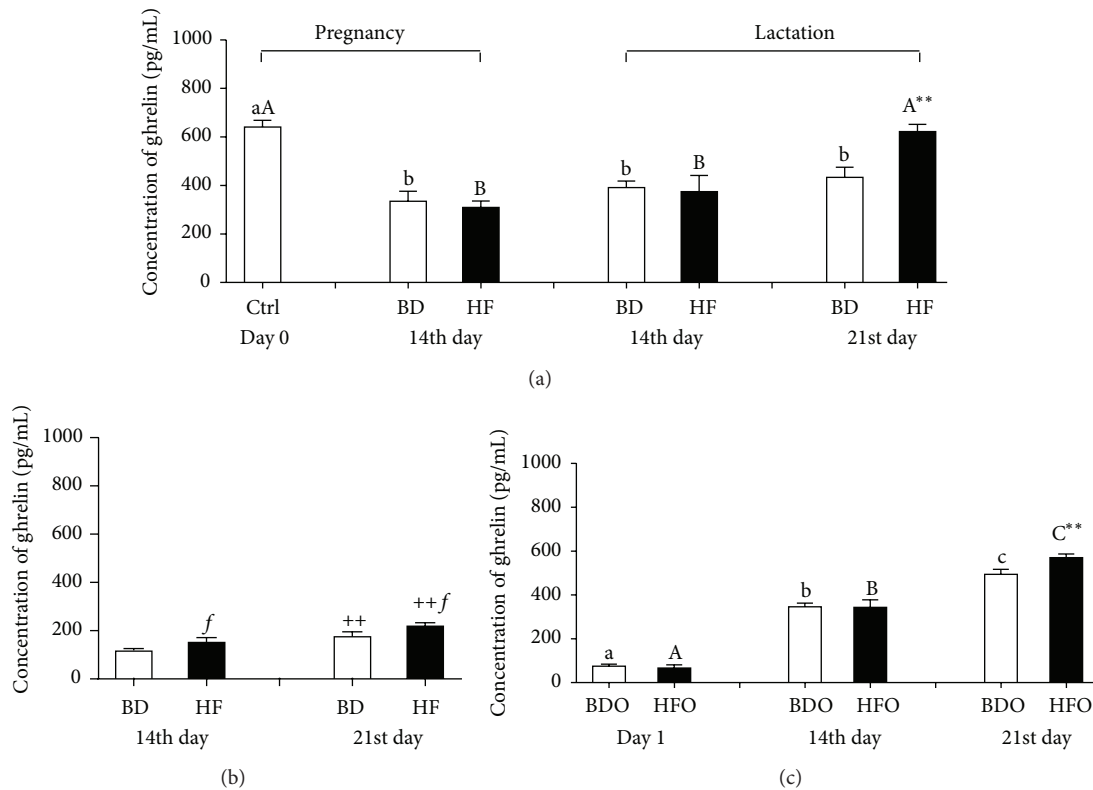 Pregnancy Lactation
Concentration of ghrelin (pg/mL)
1000
800
600
400
200
0
aA
b
B
b
B
b
A**
Ctrl BD HF BD HF BD HF
Day 0 14th day 14th day 21st day
(a)
Concentration of ghrelin (pg/mL)
1000
800
600
400
200
0
f
++
++f
BD HF BD HF
14th day 21st day
(b)
Concentration of ghrelin (pg/mL)
1000
800
600
400
200
0
a
A
b
B
c
C**
BDO HFO BDO HFO BDO HFO
Day 1 14th day 21st day
(c)